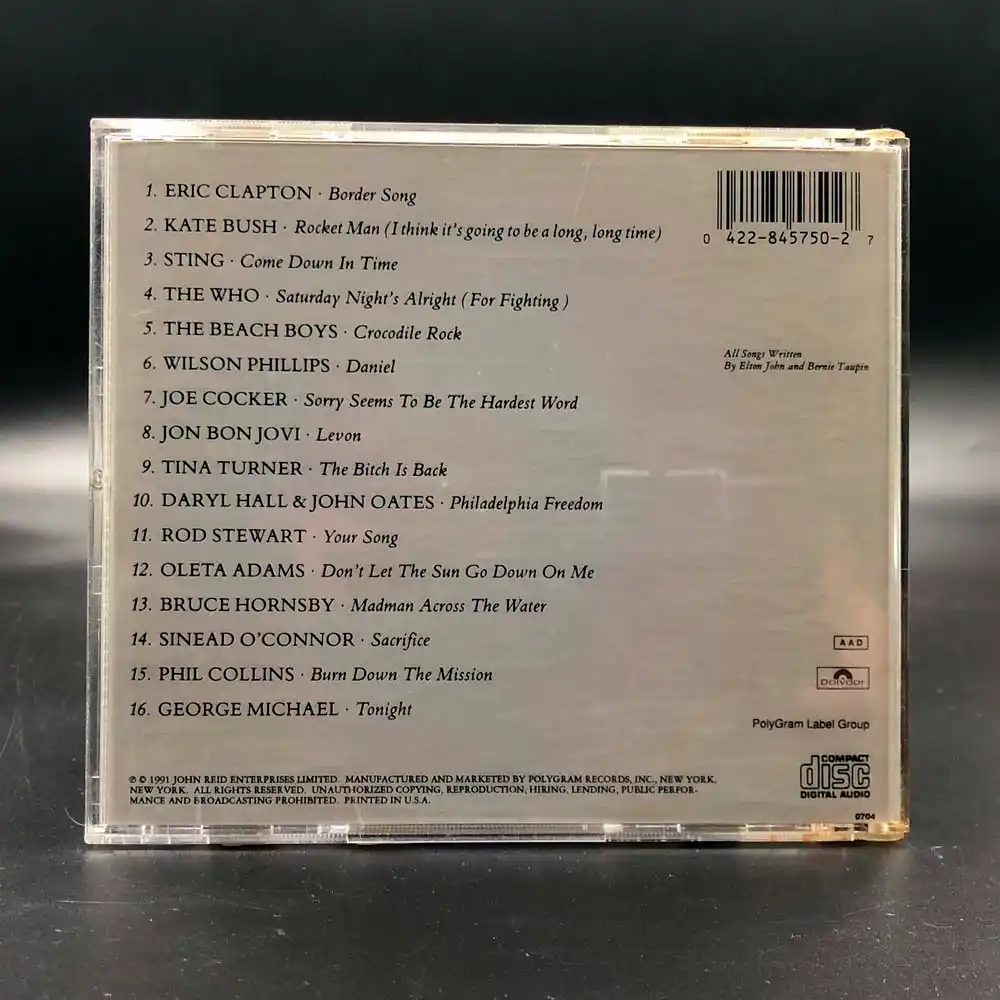 1. ERIC CLAPTON · Border Song
2. KATE BUSH · Rocket Man (I think it's going to be a long, long time)
3. STING · Come Down In Time
4. THE WHO · Saturday Night's Alright (For Fighting)
5. THE BEACH BOYS · Crocodile Rock
6. WILSON PHILLIPS · Daniel
7. JOE COCKER · Sorry Seems To Be The Hardest Word
8. JON BON JOVI · Levon
9. TINA TURNER · The Bitch Is Back
10. DARYL HALL & JOHN OATES · Philadelphia Freedom
11. ROD STEWART · Your Song
12. OLETA ADAMS · Don't Let The Sun Go Down On Me
13. BRUCE HORNSBY · Madman Across The Water
14. SINEAD O'CONNOR · Sacrifice
15. PHIL COLLINS · Burn Down The Mission
16. GEORGE MICHAEL · Tonight
0 422-845750-2 7
All Songs Written
By Elton John and Bernie Taupin
AAD
Polydor
PolyGram Label Group
COMPACT
disc
DIGITAL AUDIO
0704
℗ © 1991 JOHN REID ENTERPRISES LIMITED. MANUFACTURED AND MARKETED BY POLYGRAM RECORDS, INC., NEW YORK,
NEW YORK. ALL RIGHTS RESERVED. UNAUTHORIZED COPYING, REPRODUCTION, HIRING, LENDING, PUBLIC PERFOR-
MANCE AND BROADCASTING PROHIBITED. PRINTED IN U.S.A.